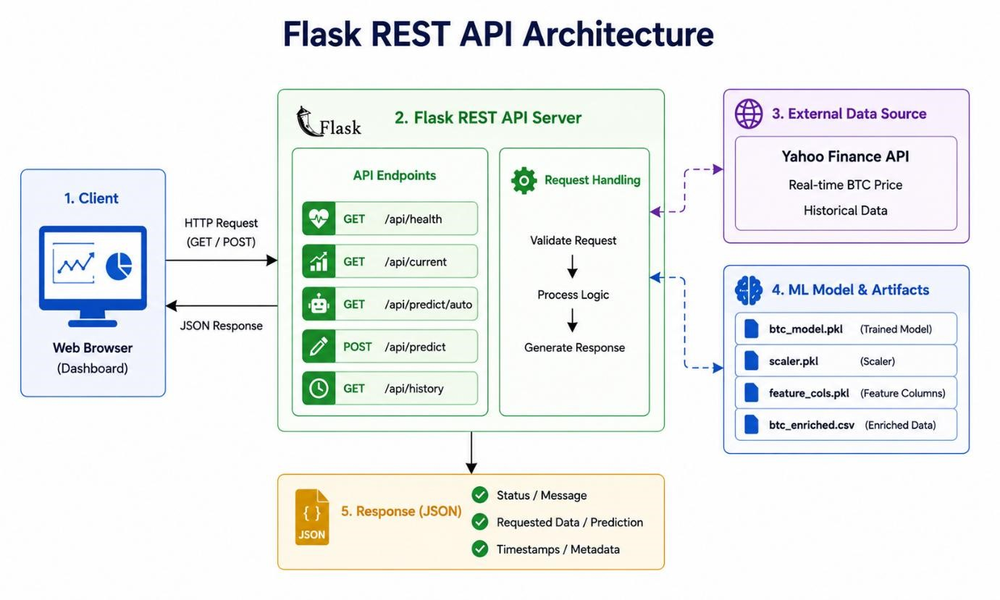 Flask REST API Architecture
1. Client
Web Browser
(Dashboard)
HTTP Request
(GET / POST)
JSON Response
Flask
2. Flask REST API Server
API Endpoints
GET /api/health
GET /api/current
GET /api/predict/auto
POST /api/predict
GET /api/history
Request Handling
Validate Request
Process Logic
Generate Response
3. External Data Source
Yahoo Finance API
Real-time BTC Price
Historical Data
4. ML Model & Artifacts
btc_model.pkl (Trained Model)
scaler.pkl (Scaler)
feature_cols.pkl (Feature Columns)
btc_enriched.csv (Enriched Data)
{ }
JSON
5. Response (JSON)
Status / Message
Requested Data / Prediction
Timestamps / Metadata